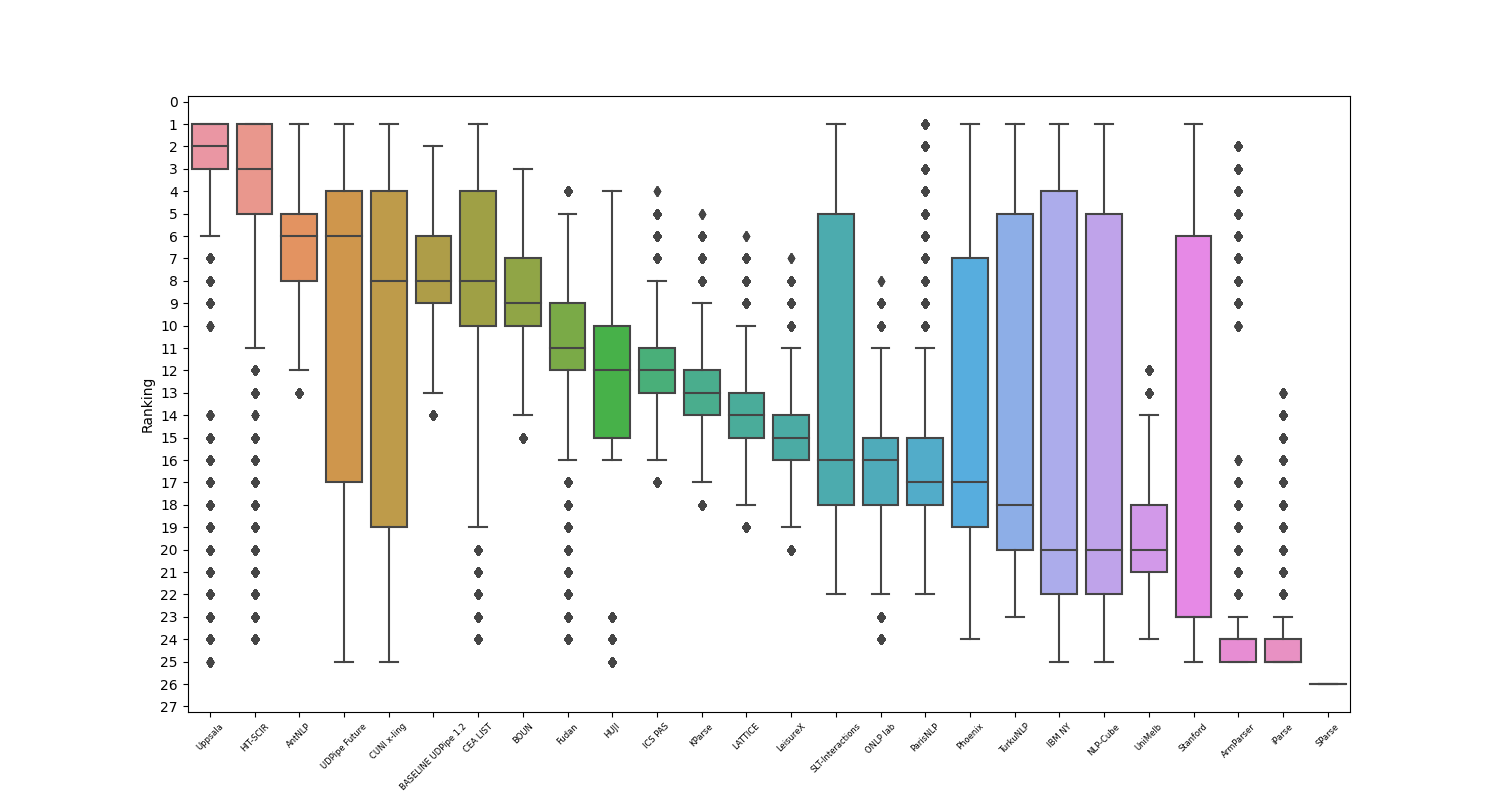 0
1
2
3
4
5
6
7
8
9
10
11
12
13
14
15
16
17
18
19
20
21
22
23
24
25
26
27
Ranking
Uppsala
HIT-SCIR
AntNLP
UDPipe Future
CUNI x-ling
BASELINE UDPipe 1.2
CEA LIST
BOUN
Fudan
HUJI
ICS PAS
KParse
LATTICE
LeisureX
SLT-Interactions
ONLP lab
ParisNLP
Phoenix
TurkuNLP
IBM NY
NLP-Cube
UniMelb
Stanford
ArmParser
iParse
SParse